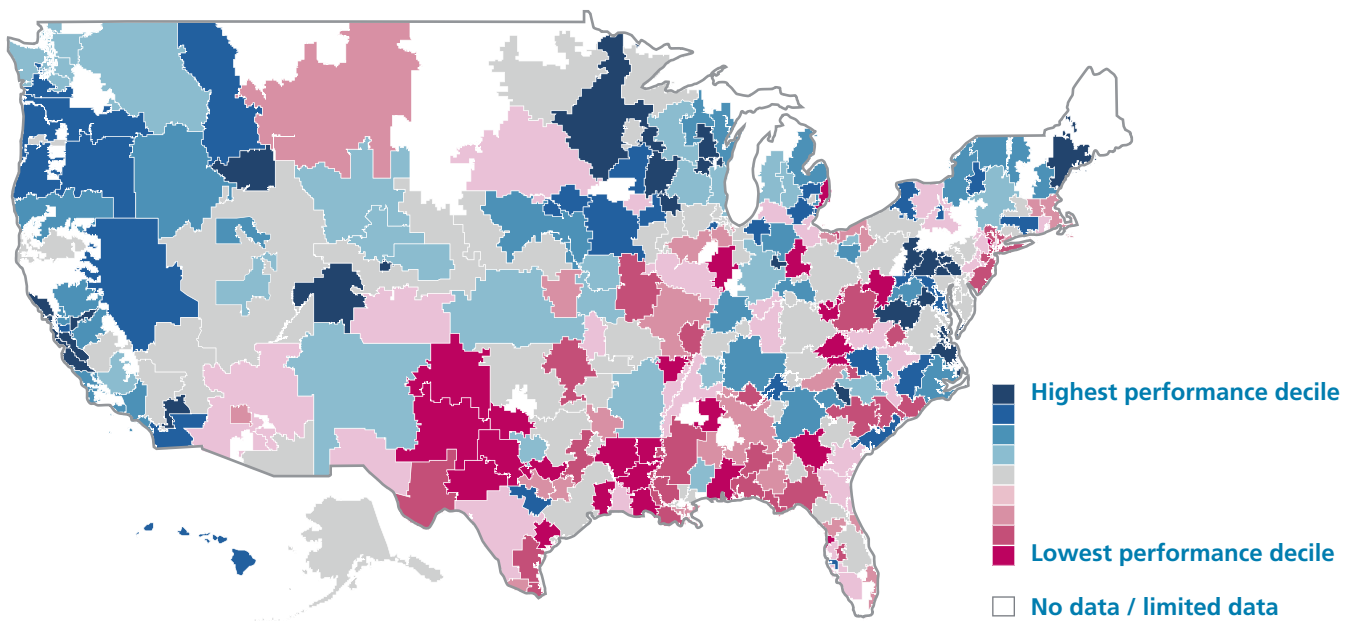 Highest performance decile
Lowest performance decile
No data / limited data